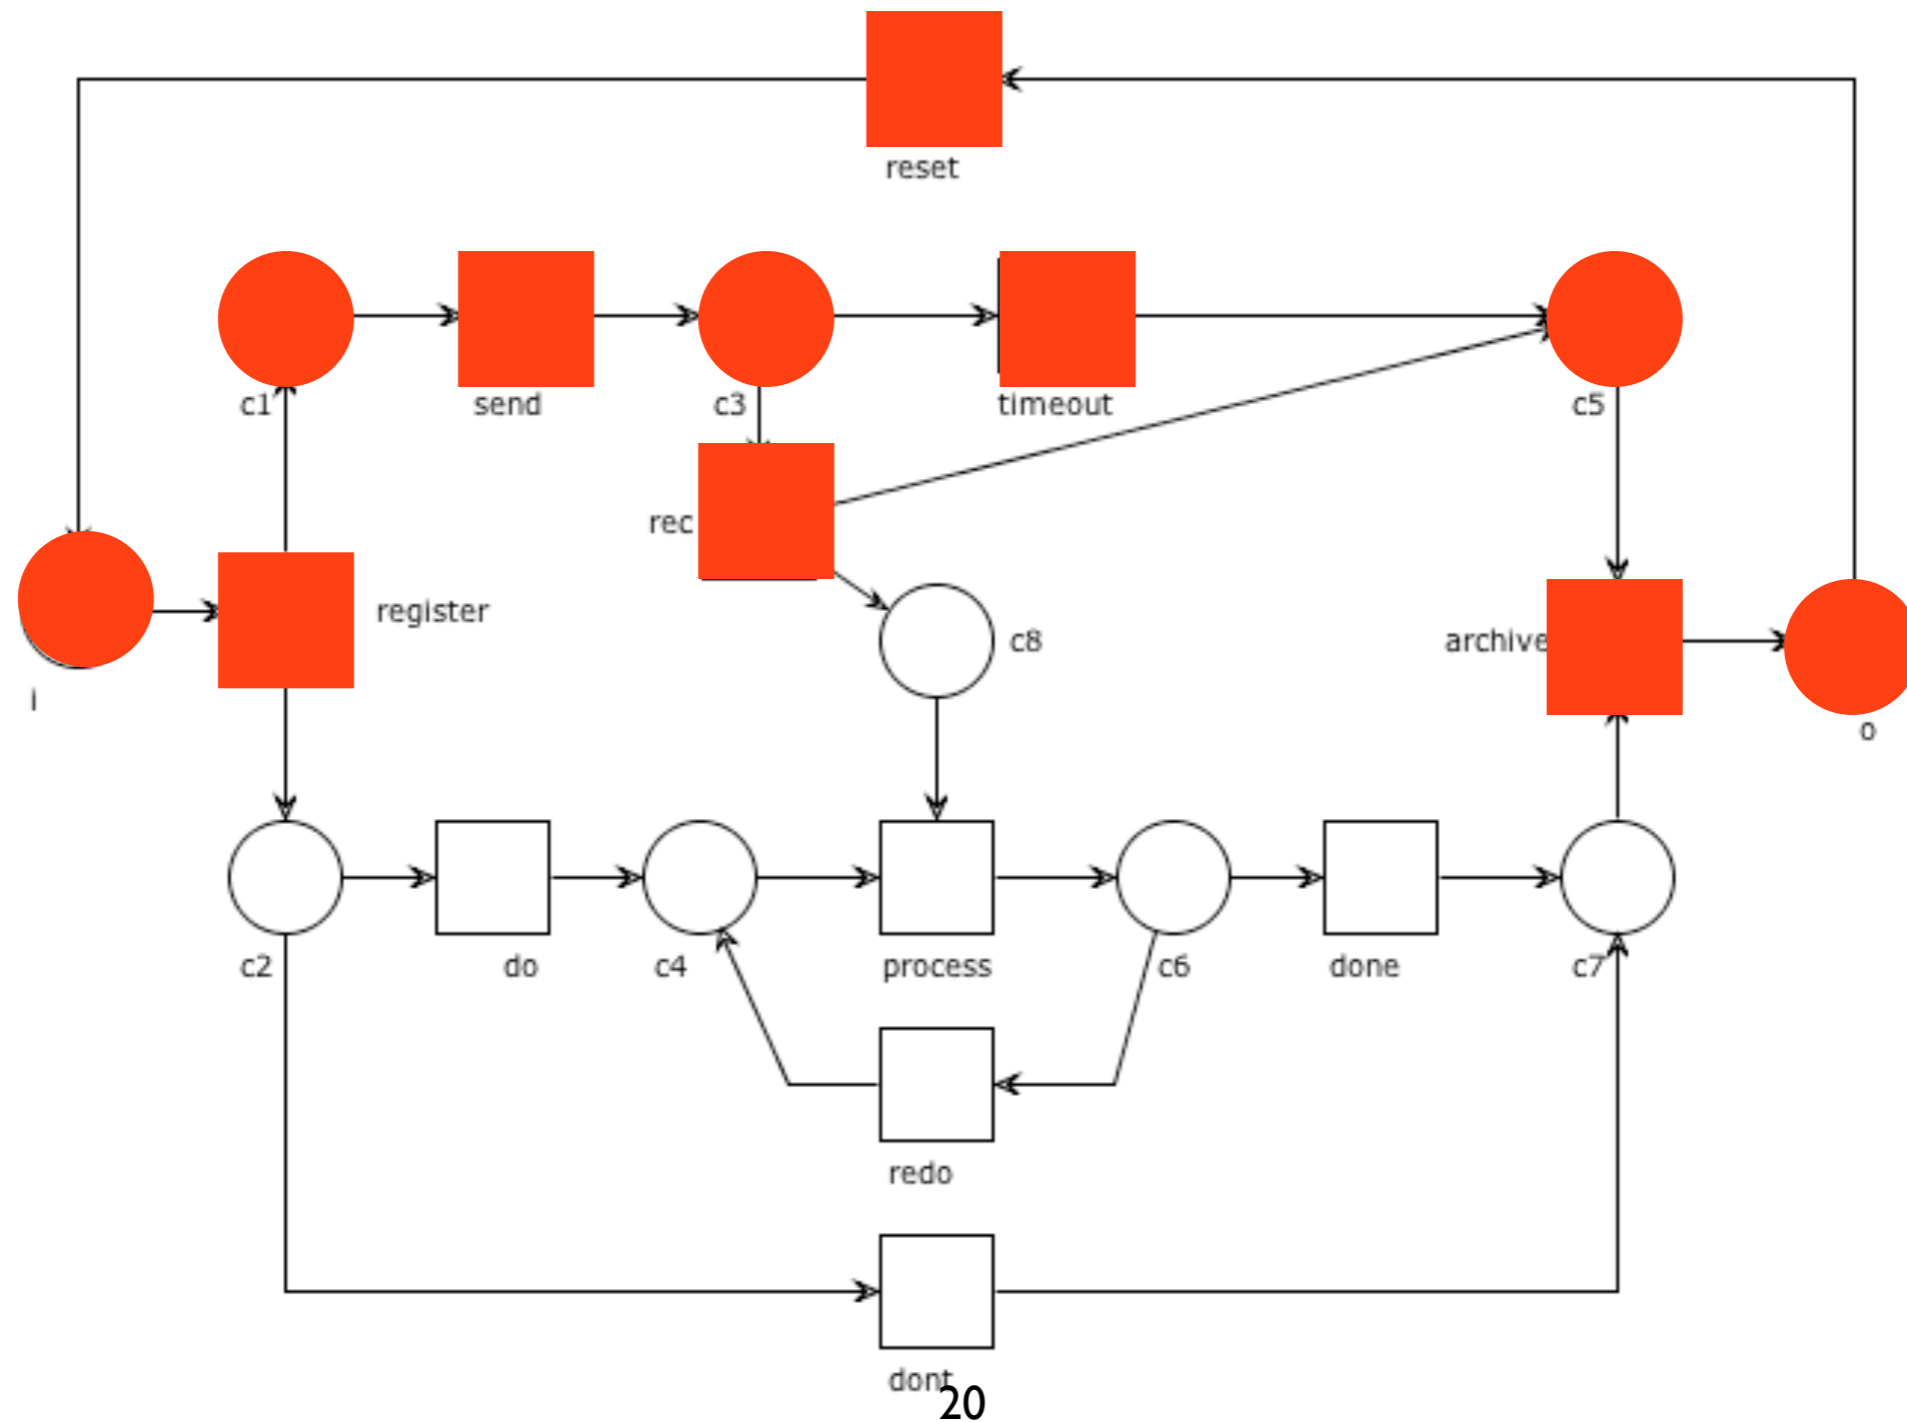 reset
c1
send
c3
timeout
c5
rec
register
c8
archive
i
o
c2
do
c4
process
c6
done
c7
redo
dont
20